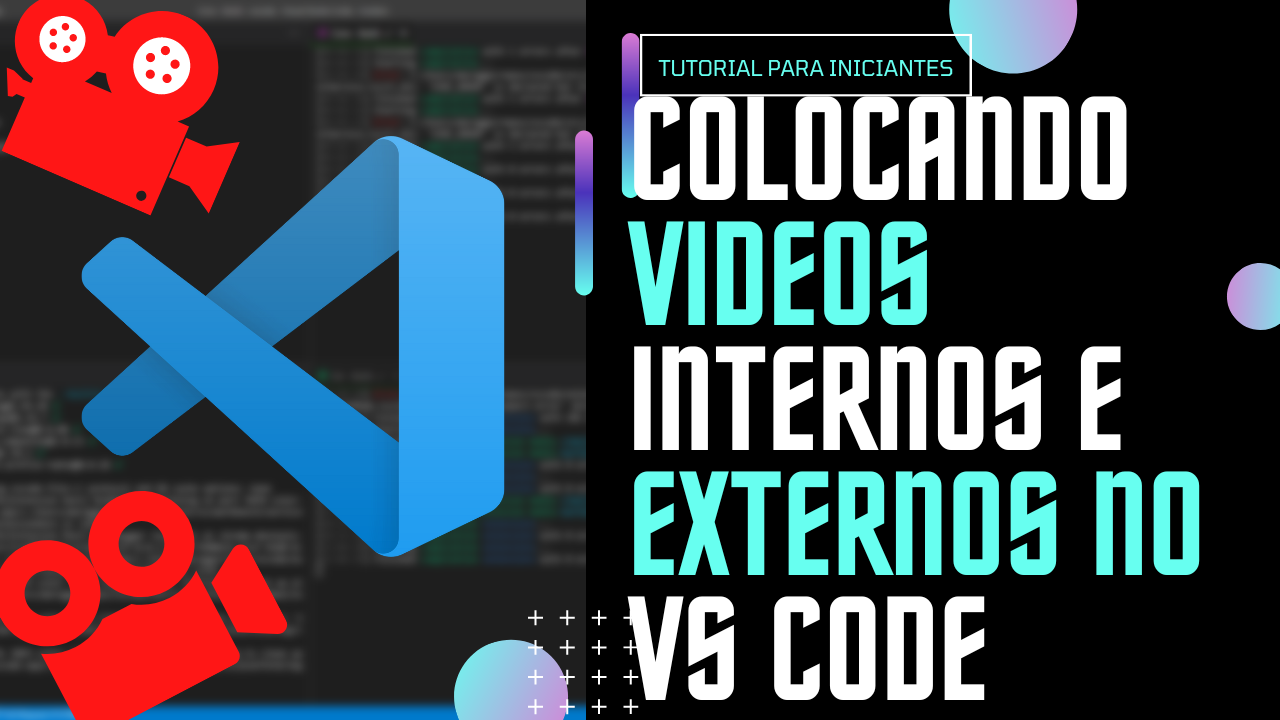 TUTORIAL PARA INICIANTES
COLOCANDO
VIDEOS
INTERNOS E
EXTERNOS NO
VS CODE